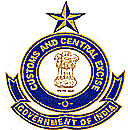 CUSTOMS AND CENTRAL EXCISE
GOVERNMENT OF INDIA